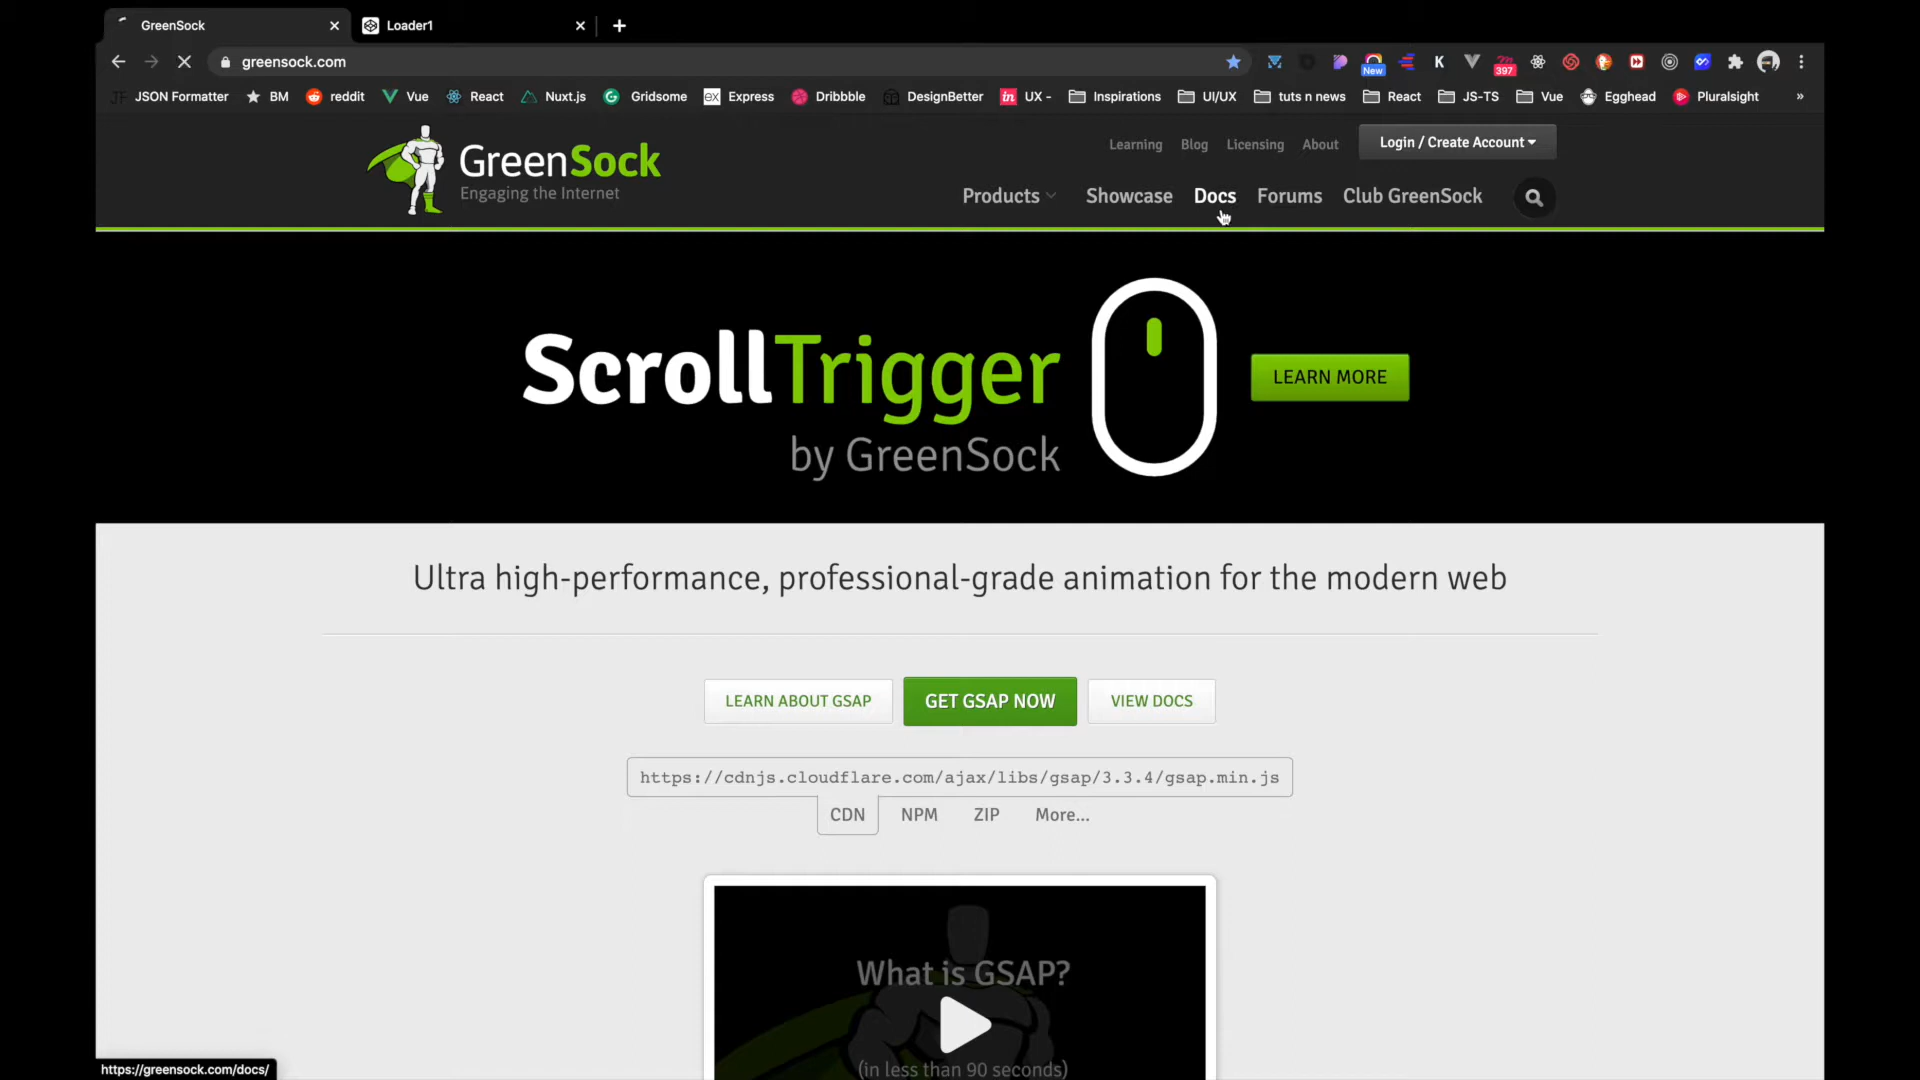 GreenSock
Loader1
greensock.com
New
K
397
JF JSON Formatter
BM
reddit
Vue
React
Nuxt.js
Gridsome
ex Express
Dribbble
DesignBetter
in UX -
Inspirations
UI/UX
tuts n news
React
JS-TS
Vue
Egghead
Pluralsight
»
GreenSock
Engaging the Internet
Learning
Blog
Licensing
About
Login / Create Account
Products
Showcase
Docs
Forums
Club GreenSock
ScrollTrigger
by GreenSock
LEARN MORE
Ultra high-performance, professional-grade animation for the modern web
LEARN ABOUT GSAP
GET GSAP NOW
VIEW DOCS
https://cdnjs.cloudflare.com/ajax/libs/gsap/3.3.4/gsap.min.js
CDN
NPM
ZIP
More...
What is GSAP?
(in less than 90 seconds)
https://greensock.com/docs/